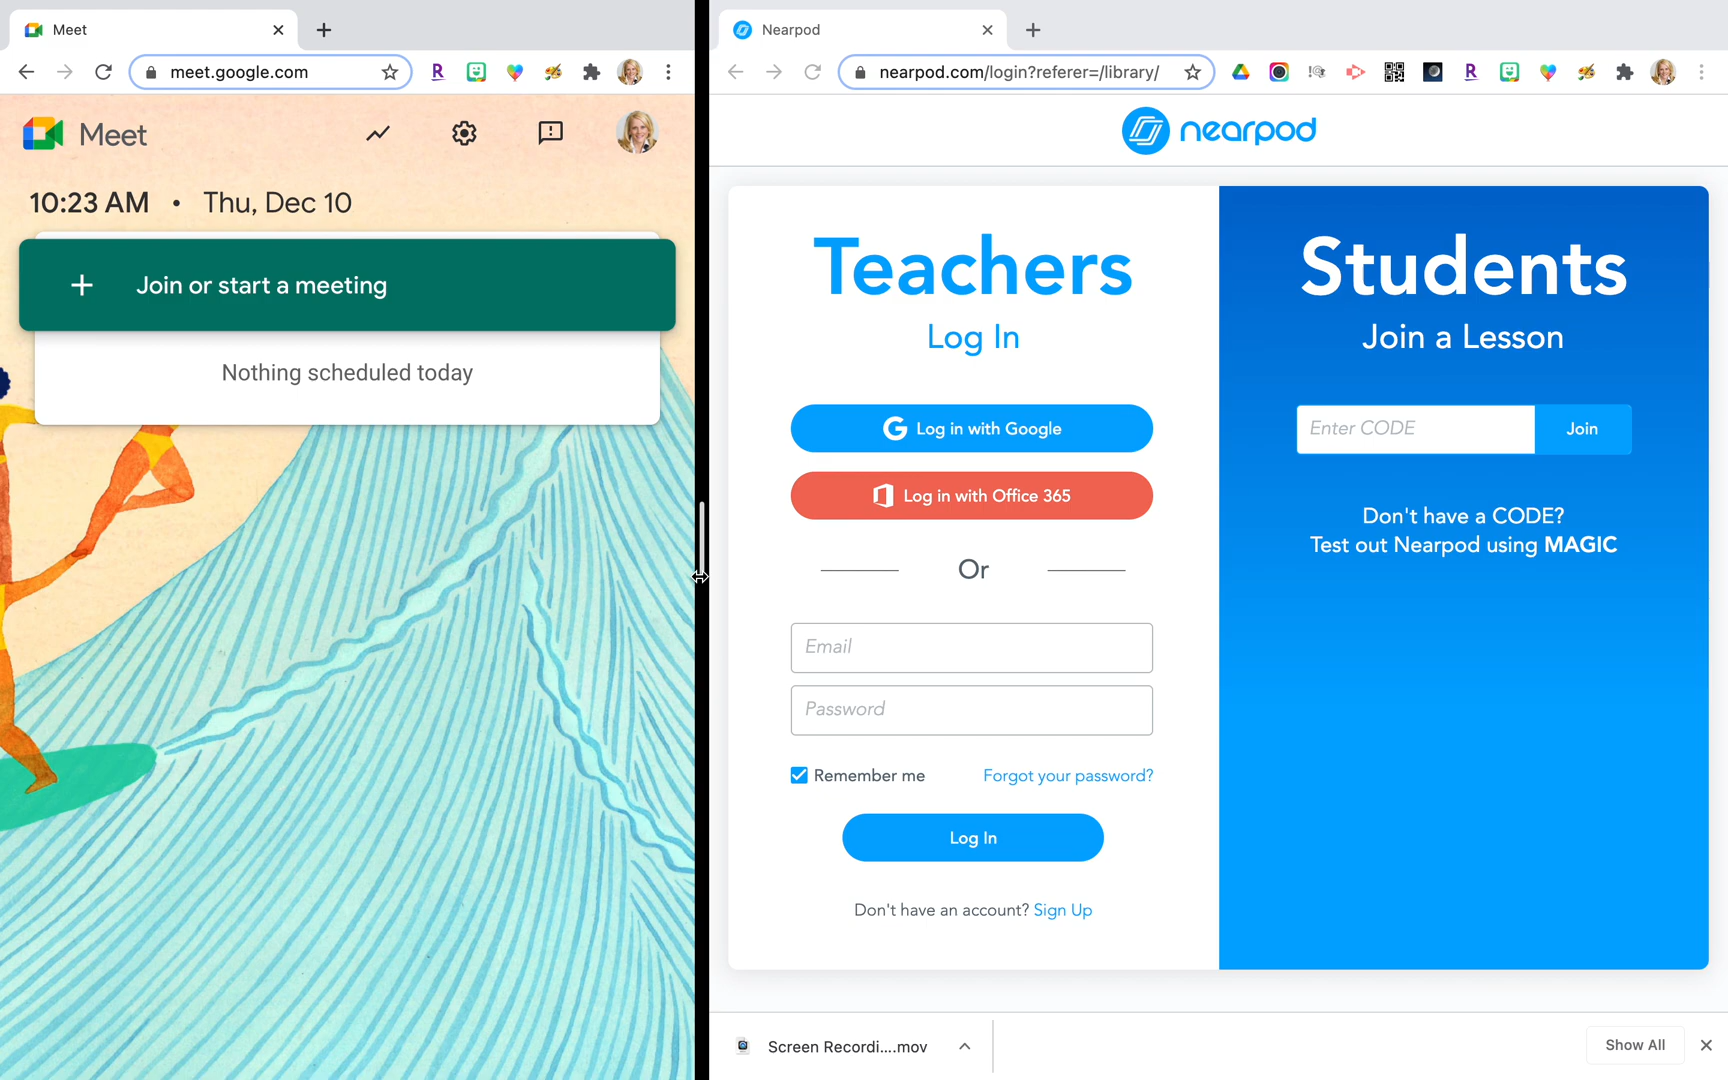 Meet
meet.google.com
Meet
10:23 AM • Thu, Dec 10
Join or start a meeting
Nothing scheduled today
Nearpod
nearpod.com/login?referer=/library/
nearpod
Teachers
Log In
Log in with Google
Log in with Office 365
Or
Email
Password
Remember me
Forgot your password?
Log In
Don't have an account? Sign Up
Students
Join a Lesson
Enter CODE
Join
Don't have a CODE?
Test out Nearpod using MAGIC
Screen Recordi....mov
Show All